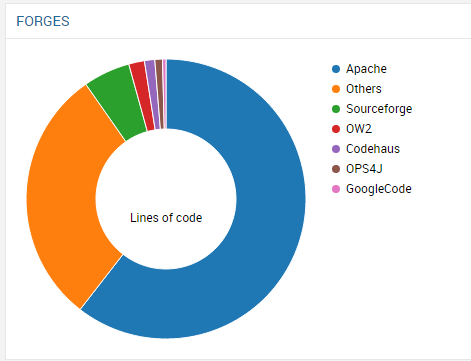 FORGES
Apache
Others
Sourceforge
OW2
Codehaus
OPS4J
GoogleCode
Lines of code